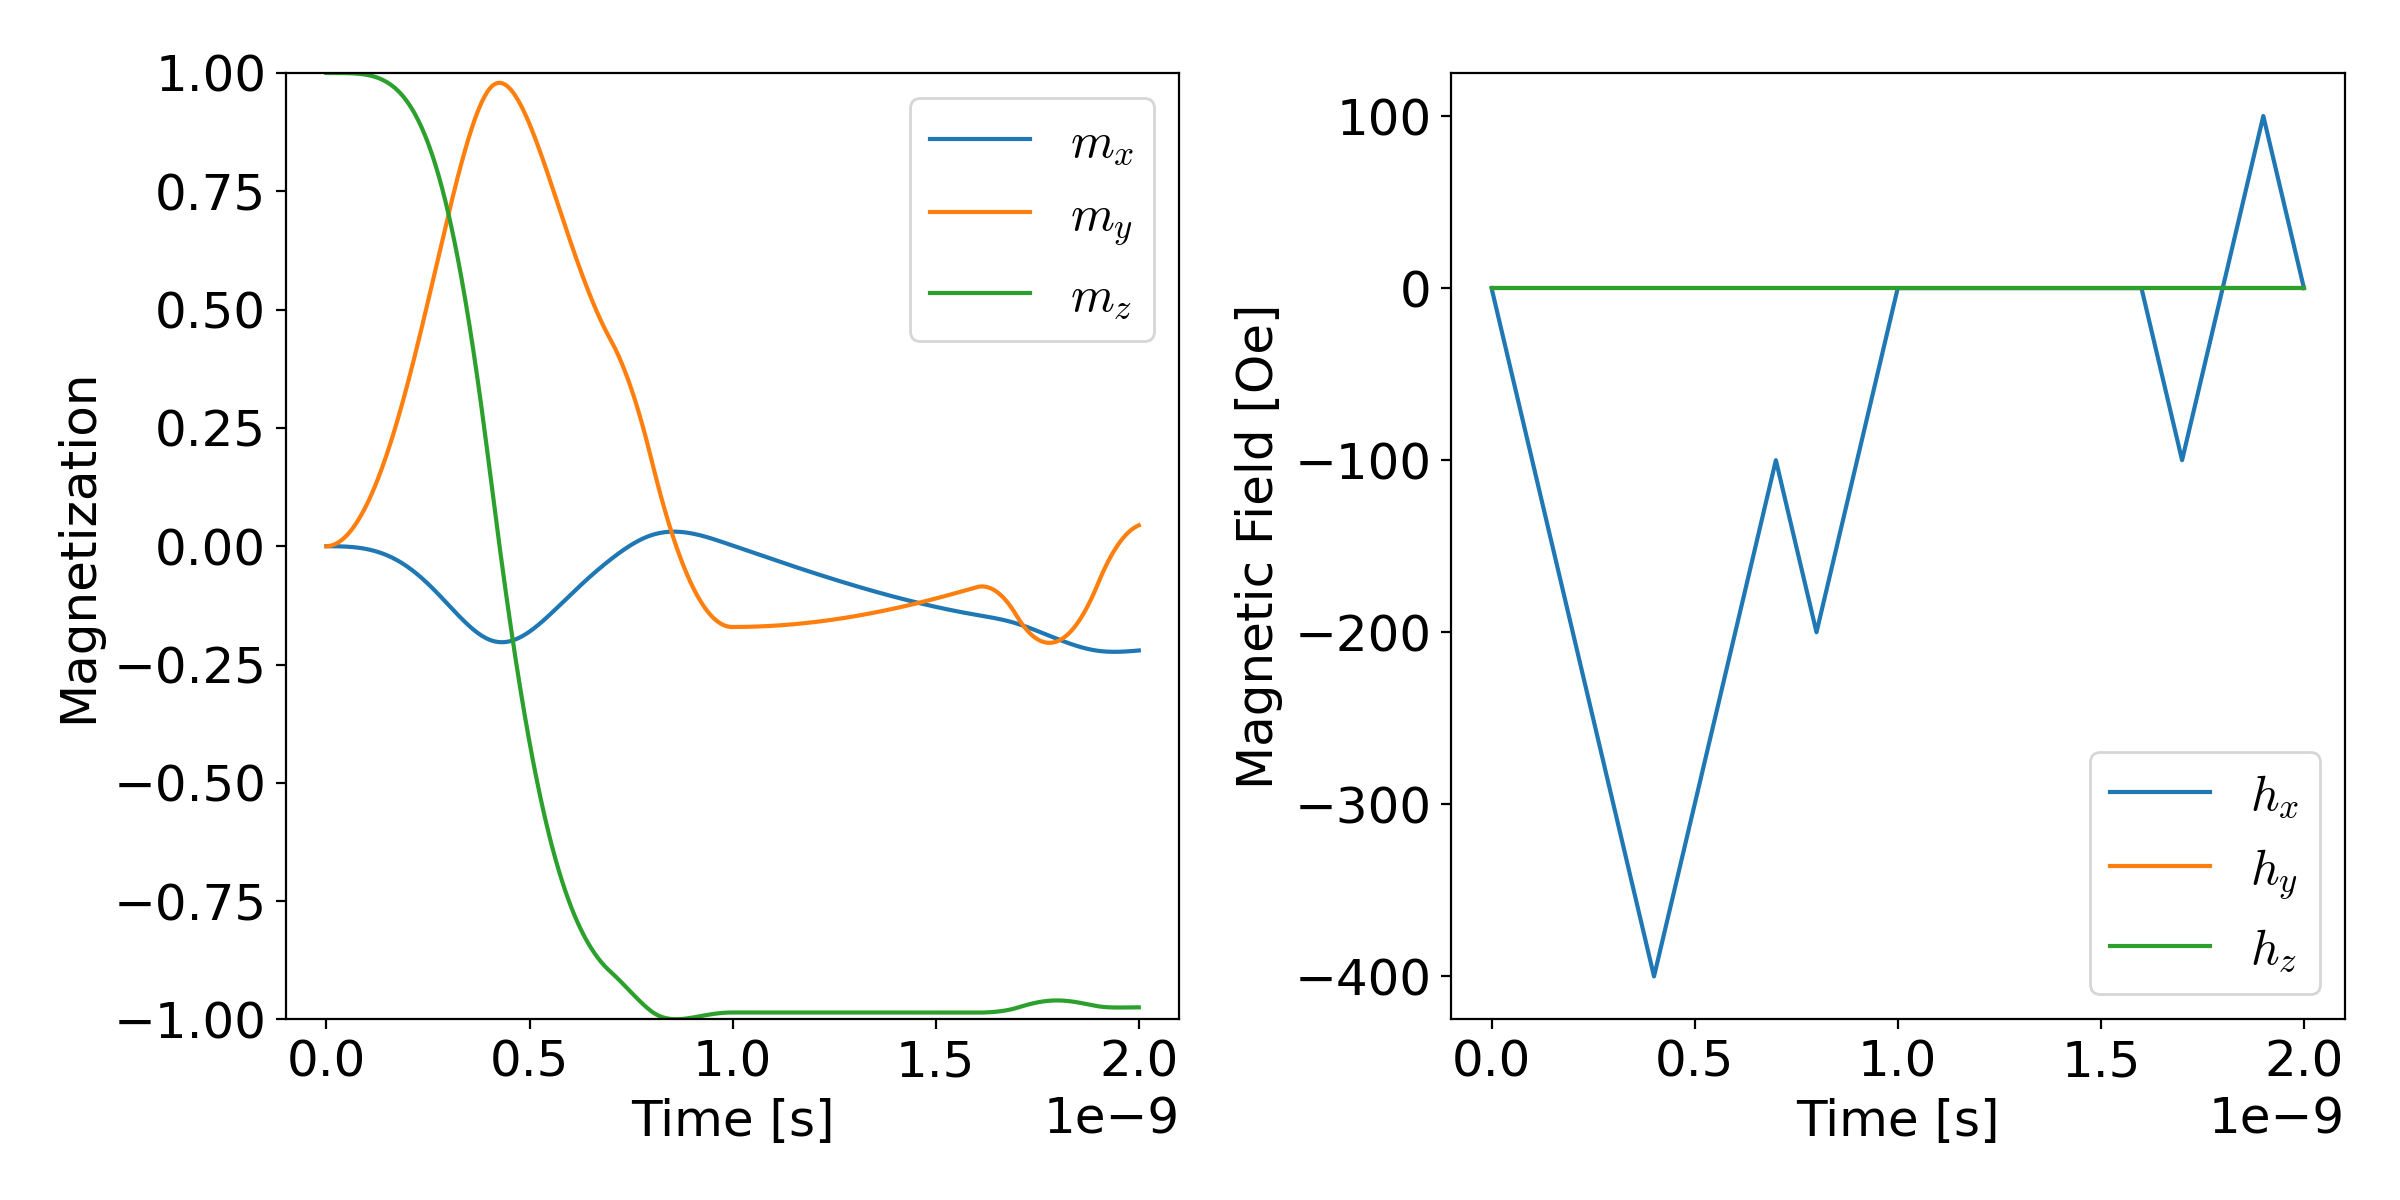 Magnetization
1.00
0.75
0.50
0.25
0.00
−0.25
−0.50
−0.75
−1.00
0.0 0.5 1.0 1.5 2.0
Time [s]
1e−9
m_x
m_y
m_z
Magnetic Field [Oe]
100
0
−100
−200
−300
−400
0.0 0.5 1.0 1.5 2.0
Time [s]
1e−9
h_x
h_y
h_z